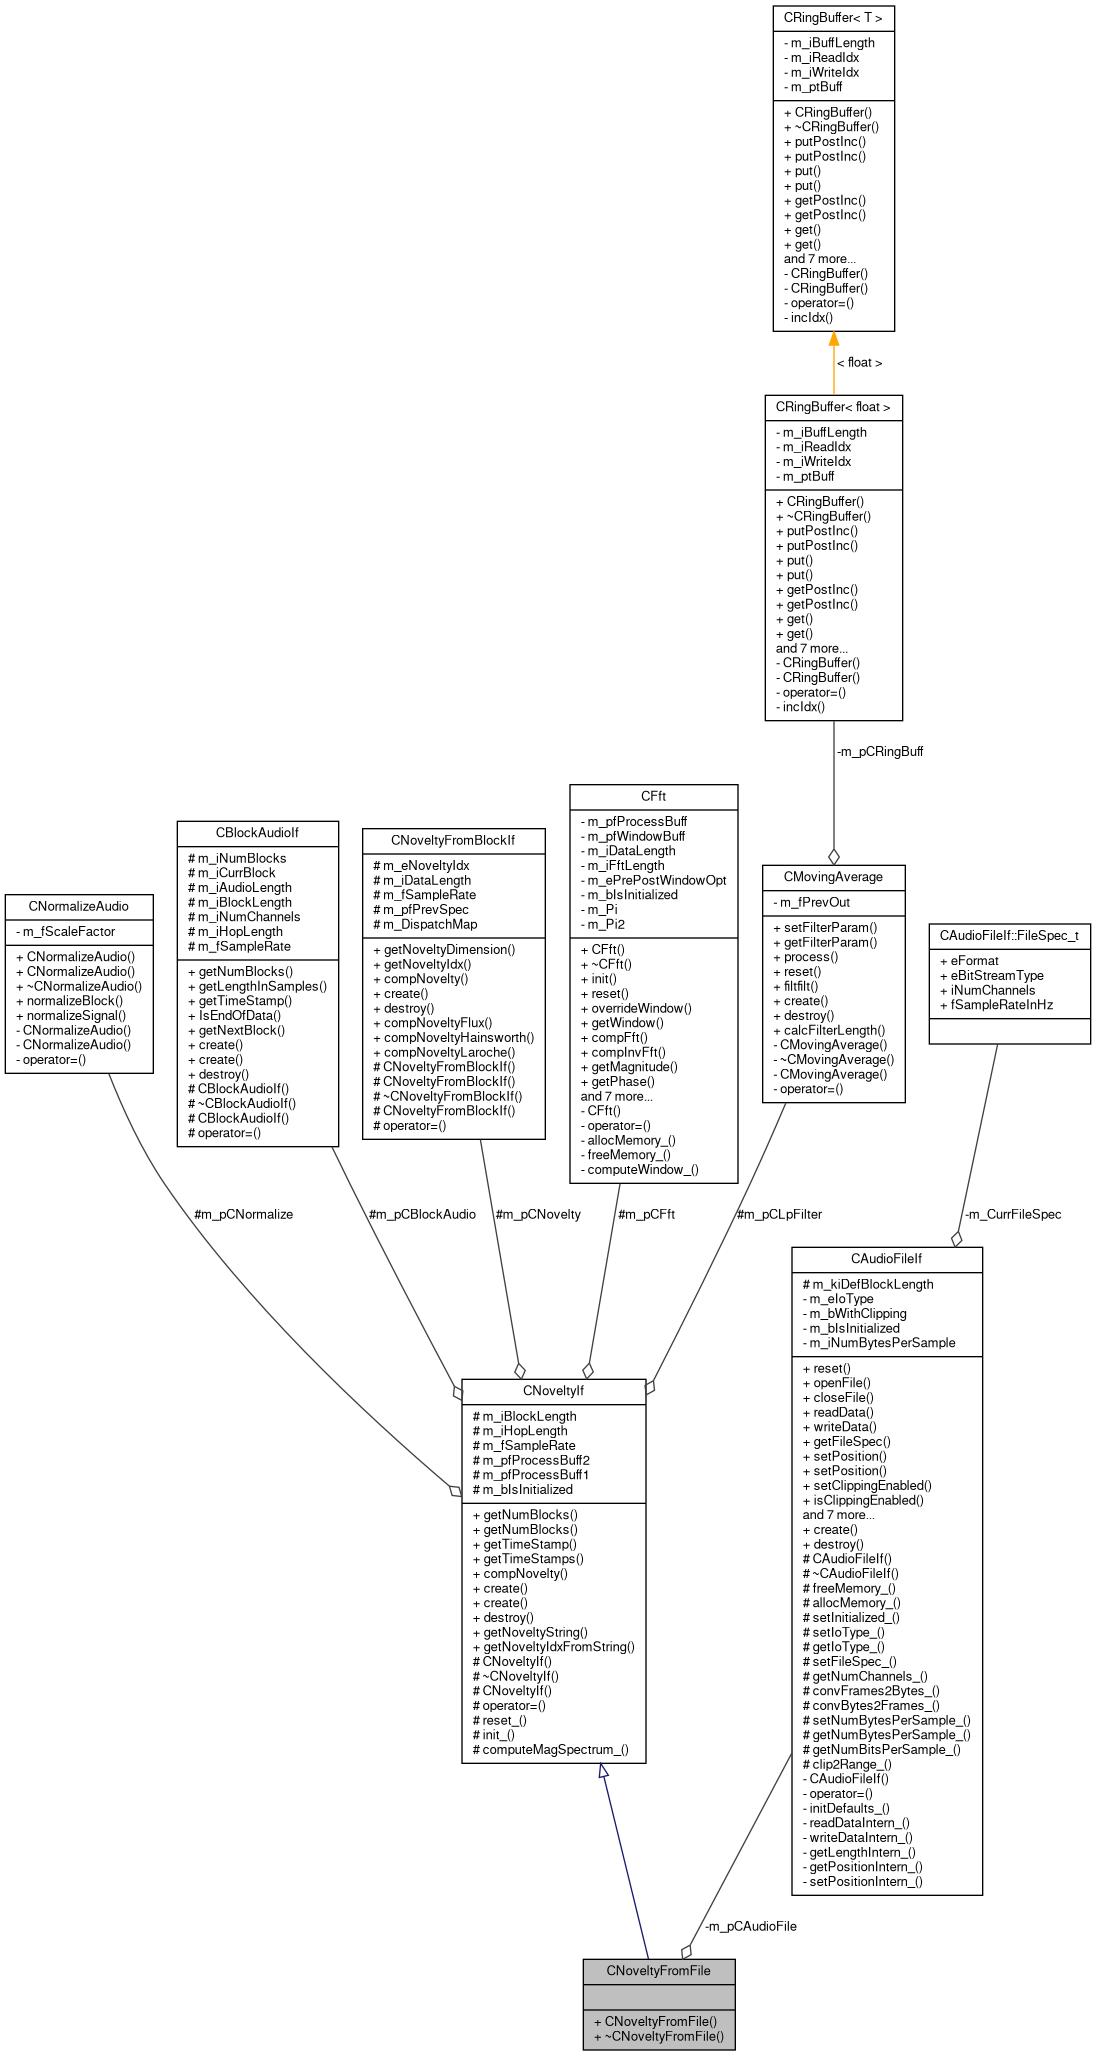 CRingBuffer< T >
- m_iBuffLength
- m_iReadIdx
- m_iWriteIdx
- m_ptBuff
+ CRingBuffer()
+ ~CRingBuffer()
+ putPostInc()
+ putPostInc()
+ put()
+ put()
+ getPostInc()
+ getPostInc()
+ get()
+ get()
and 7 more...
- CRingBuffer()
- CRingBuffer()
- operator=()
- incIdx()
< float >
CRingBuffer< float >
- m_iBuffLength
- m_iReadIdx
- m_iWriteIdx
- m_ptBuff
+ CRingBuffer()
+ ~CRingBuffer()
+ putPostInc()
+ putPostInc()
+ put()
+ put()
+ getPostInc()
+ getPostInc()
+ get()
+ get()
and 7 more...
- CRingBuffer()
- CRingBuffer()
- operator=()
- incIdx()
-m_pCRingBuff
CNormalizeAudio
- m_fScaleFactor
+ CNormalizeAudio()
+ CNormalizeAudio()
+ ~CNormalizeAudio()
+ normalizeBlock()
+ normalizeSignal()
- CNormalizeAudio()
- CNormalizeAudio()
- operator=()
CBlockAudioIf
# m_iNumBlocks
# m_iCurrBlock
# m_iAudioLength
# m_iBlockLength
# m_iNumChannels
# m_iHopLength
# m_fSampleRate
+ getNumBlocks()
+ getLengthInSamples()
+ getTimeStamp()
+ IsEndOfData()
+ getNextBlock()
+ create()
+ create()
+ destroy()
# CBlockAudioIf()
# ~CBlockAudioIf()
# CBlockAudioIf()
# operator=()
CNoveltyFromBlockIf
# m_eNoveltyIdx
# m_iDataLength
# m_fSampleRate
# m_pfPrevSpec
# m_DispatchMap
+ getNoveltyDimension()
+ getNoveltyIdx()
+ compNovelty()
+ create()
+ destroy()
+ compNoveltyFlux()
+ compNoveltyHainsworth()
+ compNoveltyLaroche()
# CNoveltyFromBlockIf()
# CNoveltyFromBlockIf()
# ~CNoveltyFromBlockIf()
# CNoveltyFromBlockIf()
# operator=()
CFft
- m_pfProcessBuff
- m_pfWindowBuff
- m_iDataLength
- m_iFftLength
- m_ePrePostWindowOpt
- m_bIsInitialized
- m_Pi
- m_Pi2
+ CFft()
+ ~CFft()
+ init()
+ reset()
+ overrideWindow()
+ getWindow()
+ compFft()
+ compInvFft()
+ getMagnitude()
+ getPhase()
and 7 more...
- CFft()
- operator=()
- allocMemory_()
- freeMemory_()
- computeWindow_()
CMovingAverage
- m_fPrevOut
+ setFilterParam()
+ getFilterParam()
+ process()
+ reset()
+ filtfilt()
+ create()
+ destroy()
+ calcFilterLength()
- CMovingAverage()
- ~CMovingAverage()
- CMovingAverage()
- operator=()
CAudioFileIf::FileSpec_t
+ eFormat
+ eBitStreamType
+ iNumChannels
+ fSampleRateInHz
#m_pCNormalize
#m_pCBlockAudio
#m_pCNovelty
#m_pCFft
#m_pCLpFilter
-m_CurrFileSpec
CAudioFileIf
# m_kiDefBlockLength
- m_eIoType
- m_bWithClipping
- m_bIsInitialized
- m_iNumBytesPerSample
+ reset()
+ openFile()
+ closeFile()
+ readData()
+ writeData()
+ getFileSpec()
+ setPosition()
+ setPosition()
+ setClippingEnabled()
+ isClippingEnabled()
and 7 more...
+ create()
+ destroy()
# CAudioFileIf()
# ~CAudioFileIf()
# freeMemory_()
# allocMemory_()
# setInitialized_()
# setIoType_()
# getIoType_()
# setFileSpec_()
# getNumChannels_()
# convFrames2Bytes_()
# convBytes2Frames_()
# setNumBytesPerSample_()
# getNumBytesPerSample_()
# getNumBitsPerSample_()
# clip2Range_()
- CAudioFileIf()
- operator=()
- initDefaults_()
- readDataIntern_()
- writeDataIntern_()
- getLengthIntern_()
- getPositionIntern_()
- setPositionIntern_()
CNoveltyIf
# m_iBlockLength
# m_iHopLength
# m_fSampleRate
# m_pfProcessBuff2
# m_pfProcessBuff1
# m_bIsInitialized
+ getNumBlocks()
+ getNumBlocks()
+ getTimeStamp()
+ getTimeStamps()
+ compNovelty()
+ create()
+ create()
+ destroy()
+ getNoveltyString()
+ getNoveltyIdxFromString()
# CNoveltyIf()
# ~CNoveltyIf()
# CNoveltyIf()
# operator=()
# reset_()
# init_()
# computeMagSpectrum_()
-m_pCAudioFile
CNoveltyFromFile
+ CNoveltyFromFile()
+ ~CNoveltyFromFile()